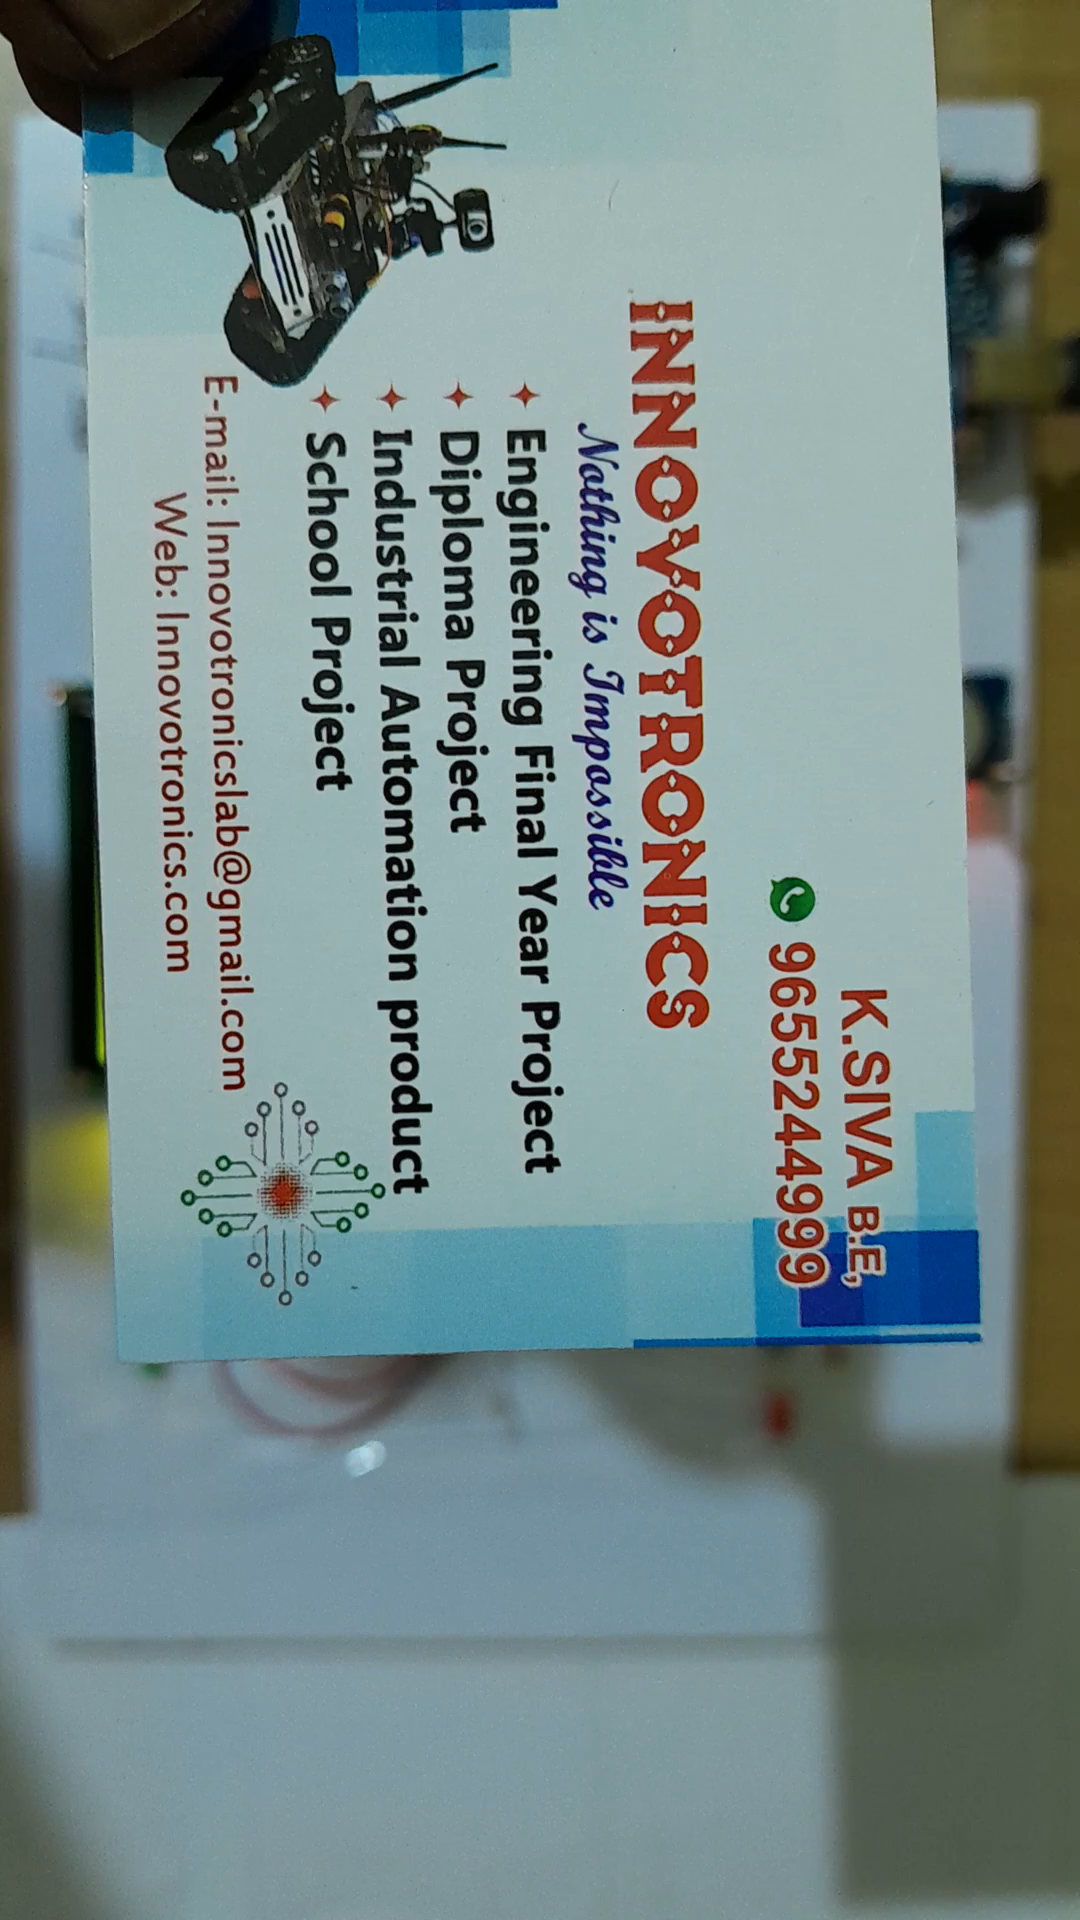 K.SIVA B.E,
9655244999
INNOVOTRONICS
Nothing is Impossible
Engineering Final Year Project
Diploma Project
Industrial Automation product
School Project
E-mail: Innovotronicslab@gmail.com
Web: Innovotronics.com